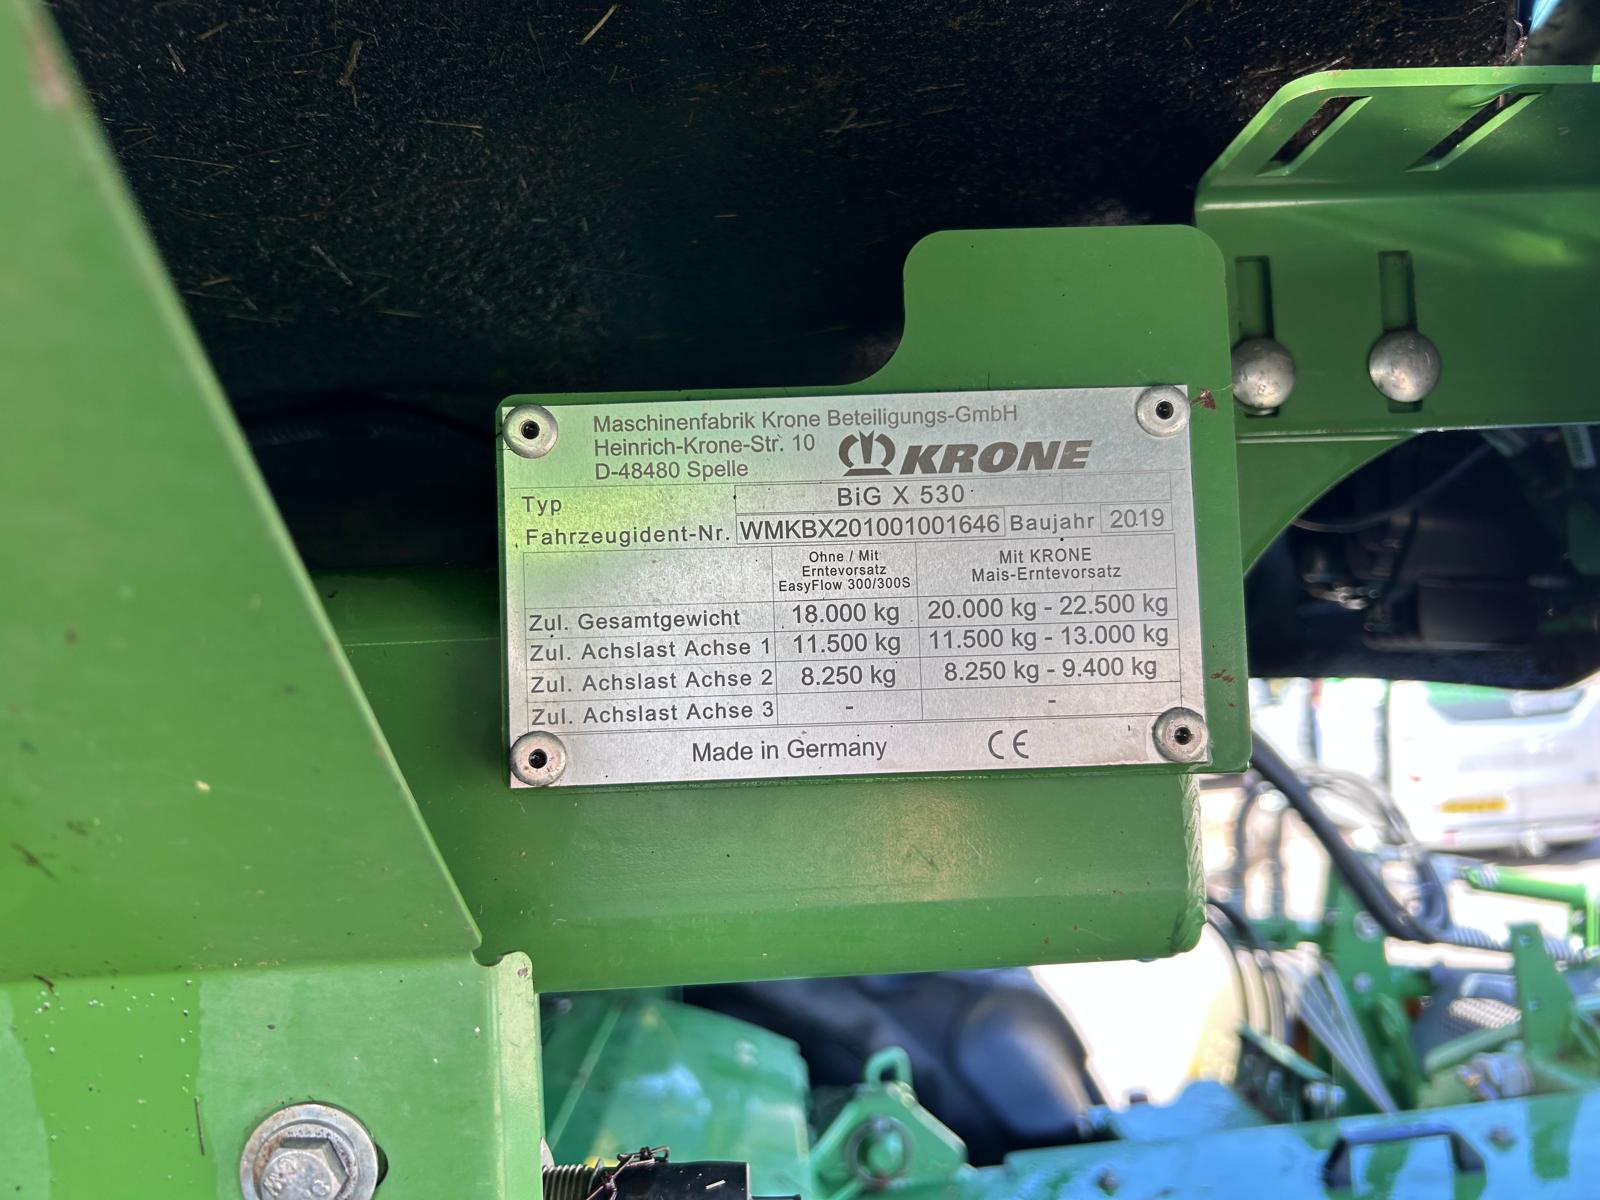 Maschinenfabrik Krone Beteiligungs-GmbH
Heinrich-Krone-Str. 10
D-48480 Spelle
KRONE
Typ BiG X 530
Fahrzeugident-Nr. WMKBX201001001646 Baujahr 2019
Ohne / Mit
Erntevorsatz
EasyFlow 300/300S
Mit KRONE
Mais-Erntevorsatz
Zul. Gesamtgewicht 18.000 kg 20.000 kg - 22.500 kg
Zul. Achslast Achse 1 11.500 kg 11.500 kg - 13.000 kg
Zul. Achslast Achse 2 8.250 kg 8.250 kg - 9.400 kg
Zul. Achslast Achse 3 - -
Made in Germany CE